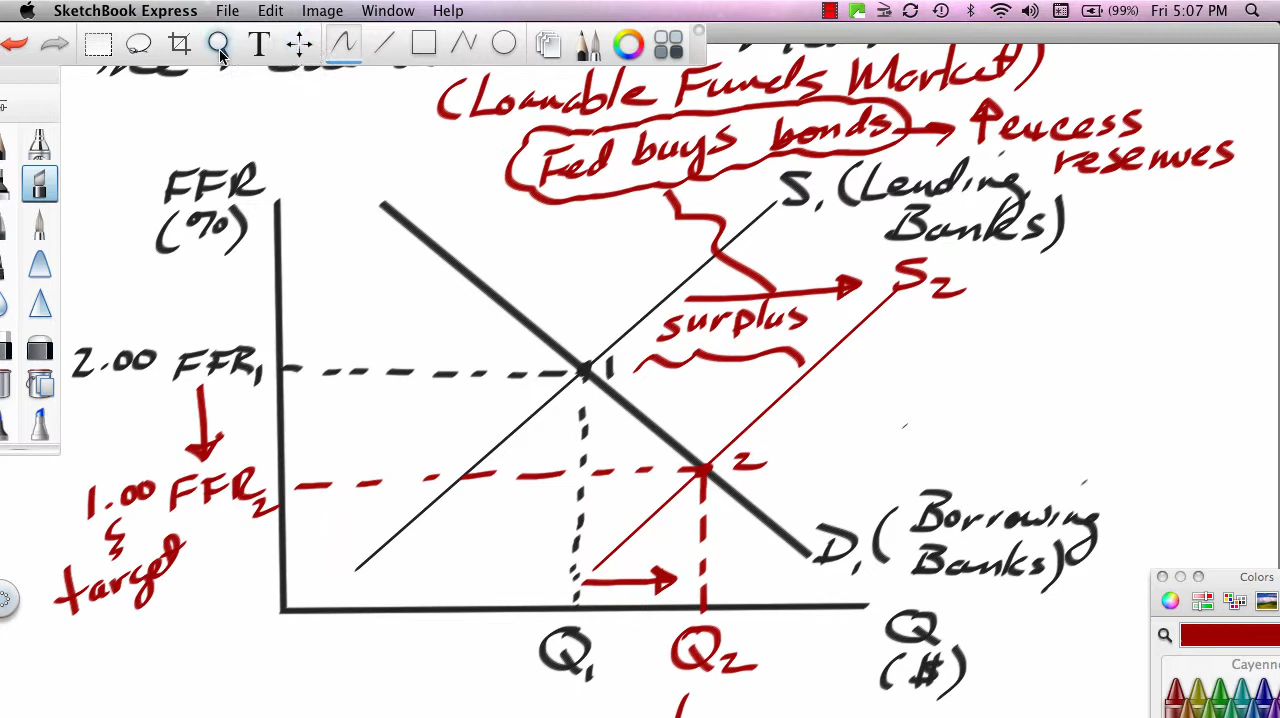 SketchBook Express File Edit Image Window Help (99%) Fri 5:07 PM
T
(Loanable Funds Market)
Fed buys bonds → ↑ excess
reserves
FFR
(%)
S1 (Lending
Banks)
S2
surplus
2.00 FFR1
1
2
1.00 FFR2
target
D1 (Borrowing
Banks)
Q1
Q2
Q
($)
Colors
Cayenne